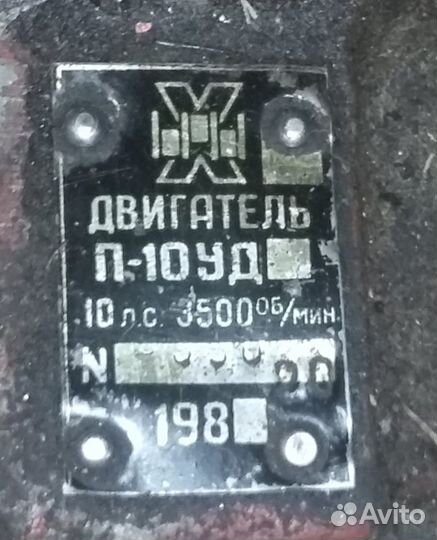 ДВИГАТЕЛЬ
П-10УД
10 л.с. 3500 об/мин
N
198
Avito